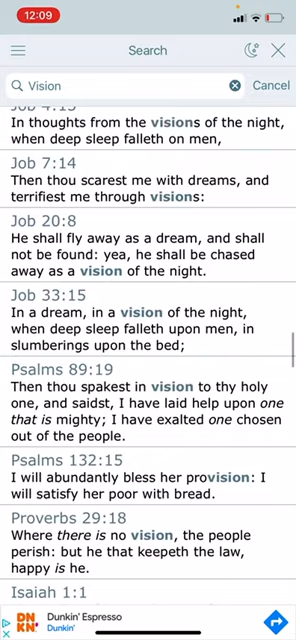 12:09
Search
Vision
Cancel
Job 4:13
In thoughts from the visions of the night,
when deep sleep falleth on men,
Job 7:14
Then thou scarest me with dreams, and
terrifiest me through visions:
Job 20:8
He shall fly away as a dream, and shall
not be found: yea, he shall be chased
away as a vision of the night.
Job 33:15
In a dream, in a vision of the night,
when deep sleep falleth upon men, in
slumberings upon the bed;
Psalms 89:19
Then thou spakest in vision to thy holy
one, and saidst, I have laid help upon one
that is mighty; I have exalted one chosen
out of the people.
Psalms 132:15
I will abundantly bless her provision: I
will satisfy her poor with bread.
Proverbs 29:18
Where there is no vision, the people
perish: but he that keepeth the law,
happy is he.
Isaiah 1:1
DN
KN'
Dunkin' Espresso
Dunkin'